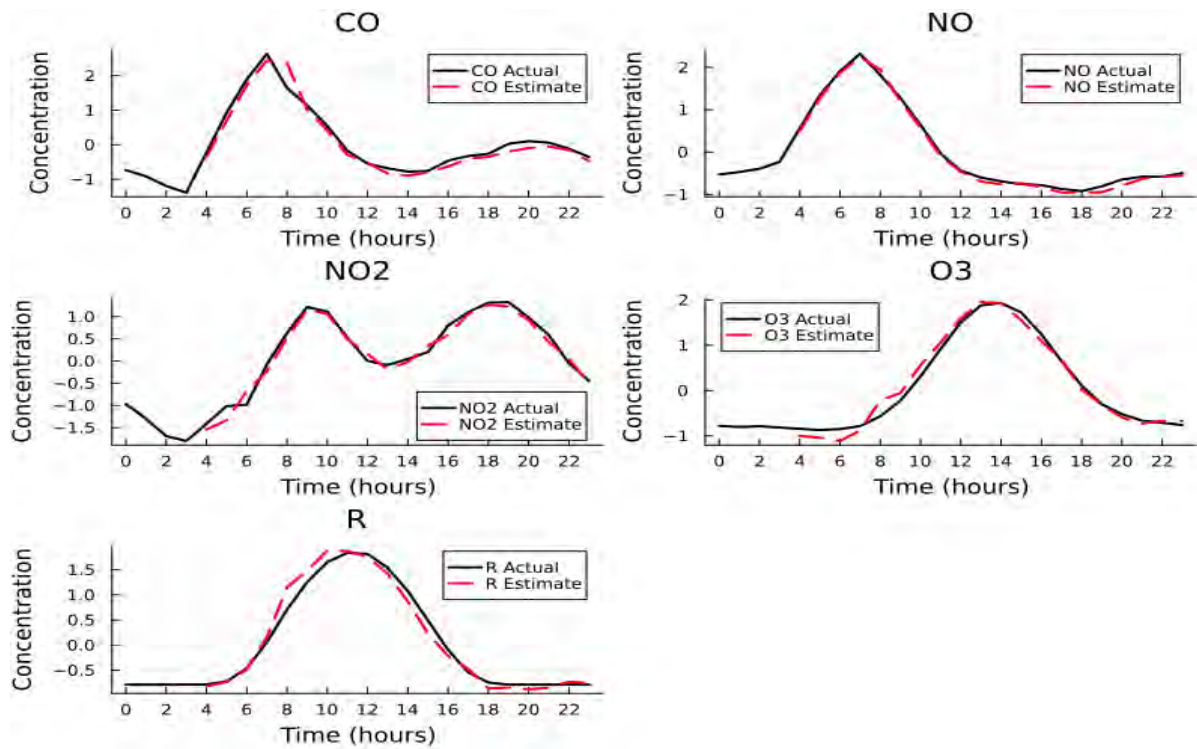 CO
Concentration
2
1
0
−1
CO Actual
CO Estimate
0 2 4 6 8 10 12 14 16 18 20 22
Time (hours)
NO
Concentration
2
1
0
−1
NO Actual
NO Estimate
0 2 4 6 8 10 12 14 16 18 20 22
Time (hours)
NO2
Concentration
1.0
0.5
0.0
−0.5
−1.0
−1.5
NO2 Actual
NO2 Estimate
0 2 4 6 8 10 12 14 16 18 20 22
Time (hours)
O3
Concentration
2
1
0
−1
O3 Actual
O3 Estimate
0 2 4 6 8 10 12 14 16 18 20 22
Time (hours)
R
Concentration
1.5
1.0
0.5
0.0
−0.5
R Actual
R Estimate
0 2 4 6 8 10 12 14 16 18 20 22
Time (hours)